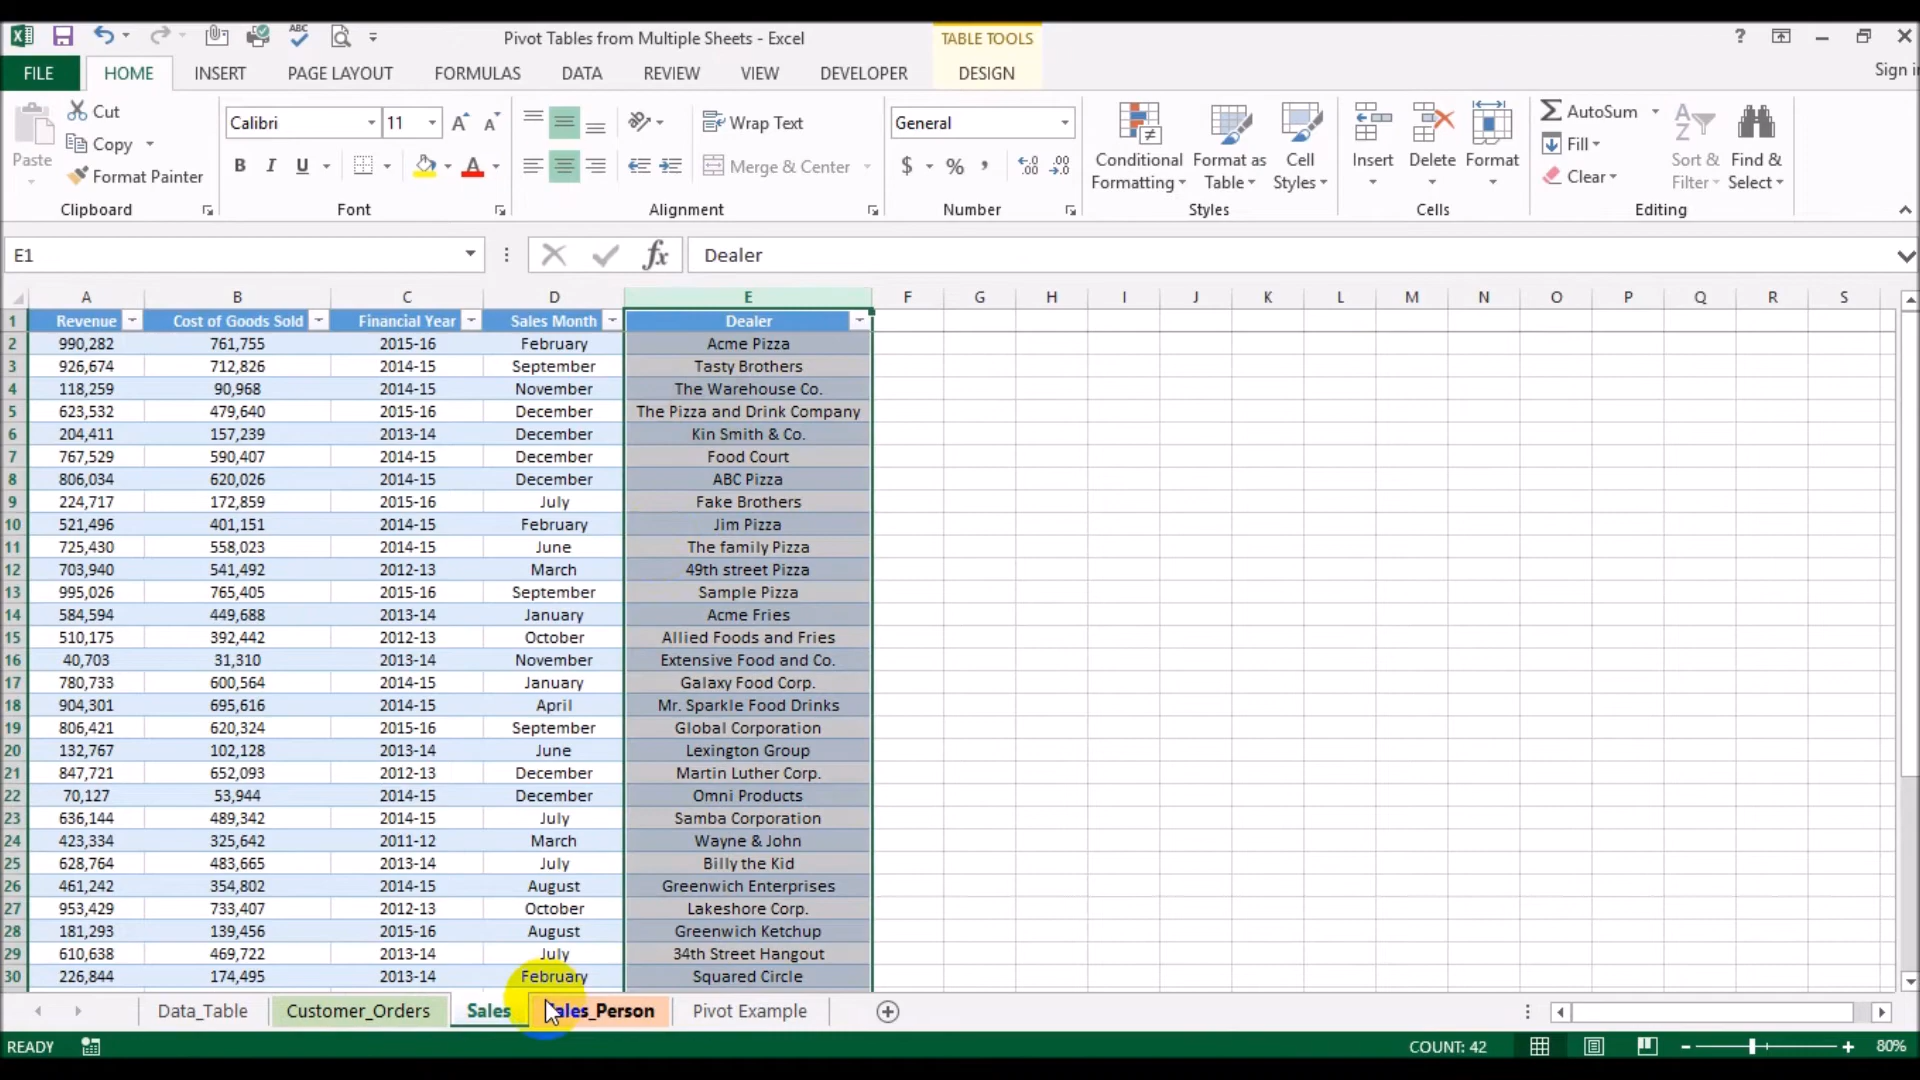 Pivot Tables from Multiple Sheets - Excel
TABLE TOOLS
?
FILE HOME INSERT PAGE LAYOUT FORMULAS DATA REVIEW VIEW DEVELOPER DESIGN
Sign in
Paste
Cut
Copy
Format Painter
Clipboard
Calibri 11
B I U
Font
Wrap Text
Merge & Center
Alignment
General
$ % ,
Number
Conditional Formatting
Format as Table
Cell Styles
Styles
Insert
Delete
Format
Cells
AutoSum
Fill
Clear
Sort & Filter
Find & Select
Editing
E1 fx Dealer
A B C D E F G H I J K L M N O P Q R S
1 Revenue Cost of Goods Sold Financial Year Sales Month Dealer
2 990,282 761,755 2015-16 February Acme Pizza
3 926,674 712,826 2014-15 September Tasty Brothers
4 118,259 90,968 2014-15 November The Warehouse Co.
5 623,532 479,640 2015-16 December The Pizza and Drink Company
6 204,411 157,239 2013-14 December Kin Smith & Co.
7 767,529 590,407 2014-15 December Food Court
8 806,034 620,026 2014-15 December ABC Pizza
9 224,717 172,859 2015-16 July Fake Brothers
10 521,496 401,151 2014-15 February Jim Pizza
11 725,430 558,023 2014-15 June The family Pizza
12 703,940 541,492 2012-13 March 49th street Pizza
13 995,026 765,405 2015-16 September Sample Pizza
14 584,594 449,688 2013-14 January Acme Fries
15 510,175 392,442 2012-13 October Allied Foods and Fries
16 40,703 31,310 2013-14 November Extensive Food and Co.
17 780,733 600,564 2014-15 January Galaxy Food Corp.
18 904,301 695,616 2014-15 April Mr. Sparkle Food Drinks
19 806,421 620,324 2015-16 September Global Corporation
20 132,767 102,128 2013-14 June Lexington Group
21 847,721 652,093 2012-13 December Martin Luther Corp.
22 70,127 53,944 2014-15 December Omni Products
23 636,144 489,342 2014-15 July Samba Corporation
24 423,334 325,642 2011-12 March Wayne & John
25 628,764 483,665 2013-14 July Billy the Kid
26 461,242 354,802 2014-15 August Greenwich Enterprises
27 953,429 733,407 2012-13 October Lakeshore Corp.
28 181,293 139,456 2015-16 August Greenwich Ketchup
29 610,638 469,722 2013-14 July 34th Street Hangout
30 226,844 174,495 2013-14 February Squared Circle
Data_Table Customer_Orders Sales Sales_Person Pivot Example
READY COUNT: 42 80%